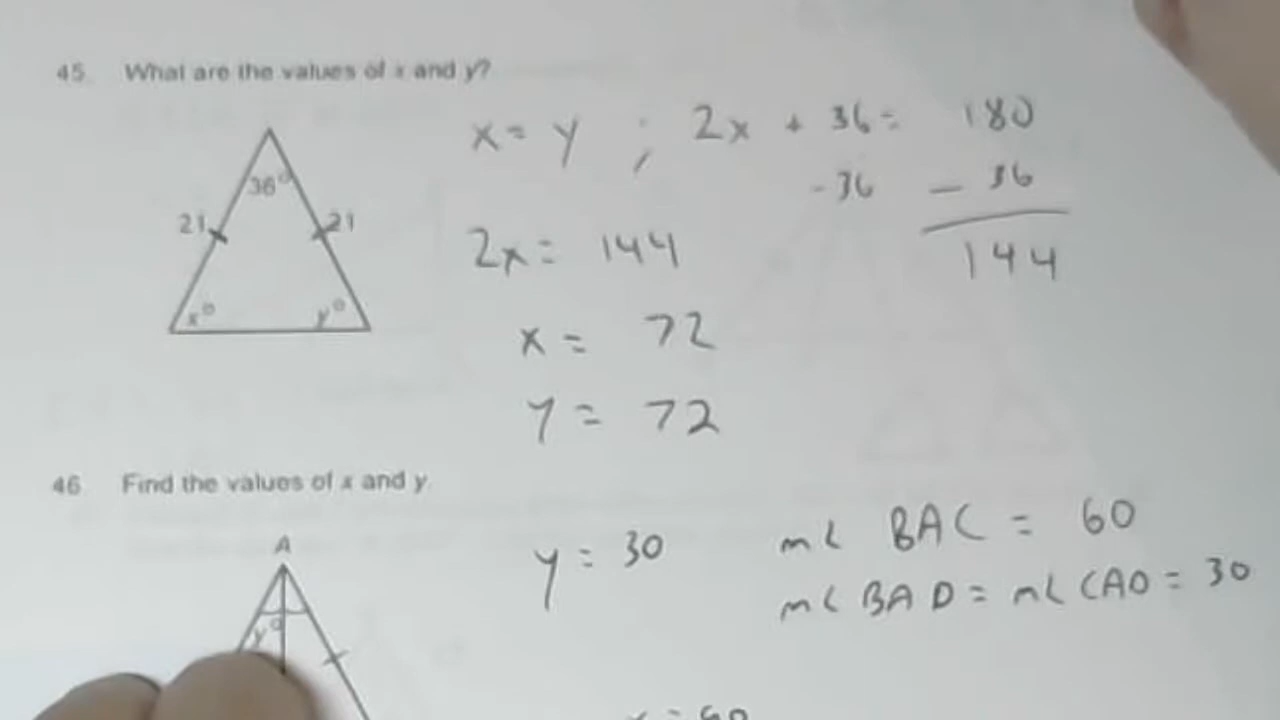 45. What are the values of x and y?
x = y ; 2x + 36 = 180
36°
- 36 - 36
21 21
2x = 144 144
x° y°
x = 72
y = 72
46 Find the values of x and y.
m∠ BAC = 60
A
y = 30
m∠ BAD = m∠ CAD = 30
y°
= 60